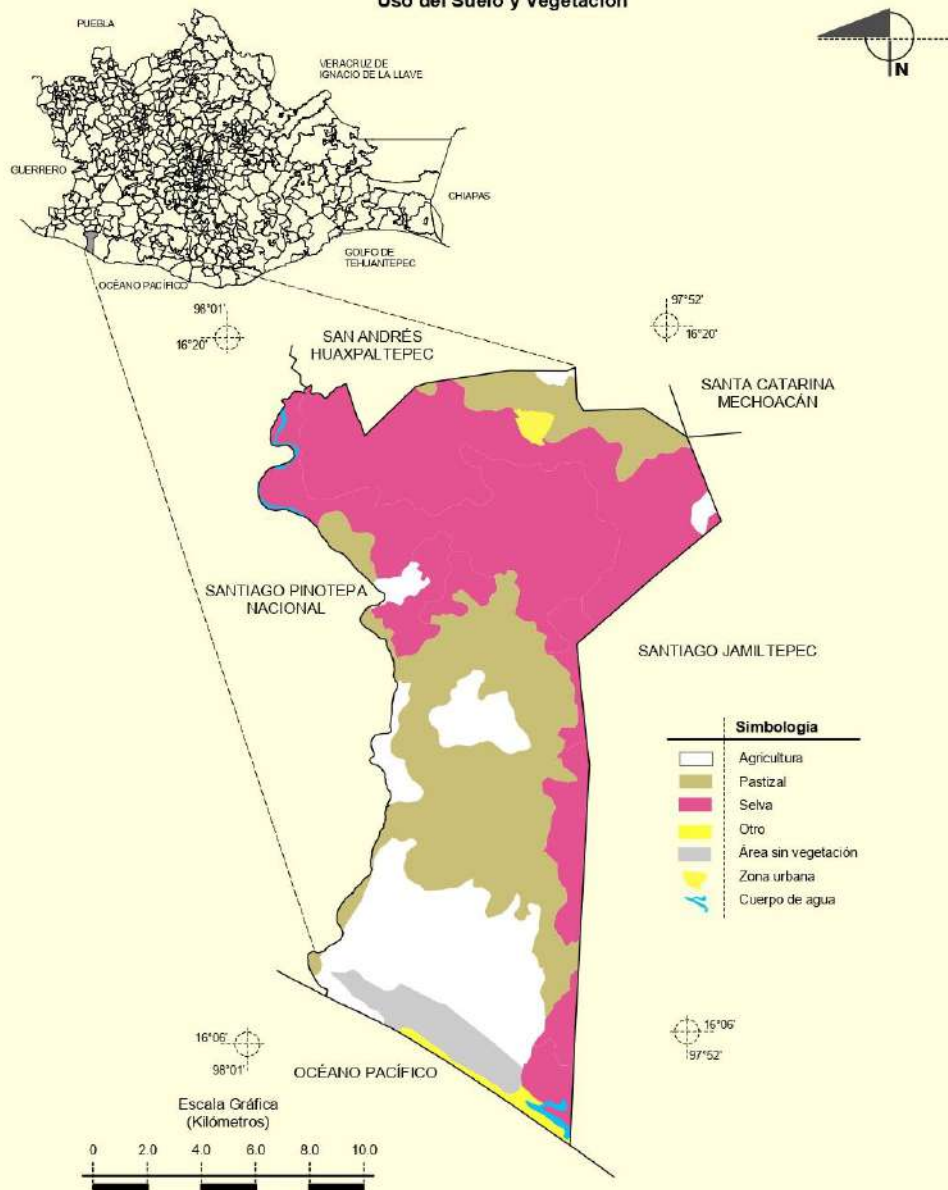 Uso del Suelo y Vegetación
PUEBLA
VERACRUZ DE
IGNACIO DE LA LLAVE
N
GUERRERO
CHIAPAS
GOLFO DE
TEHUANTEPEC
OCÉANO PACÍFICO
98°01'
16°20'
97°52'
16°20'
SAN ANDRÉS
HUAXPALTEPEC
SANTA CATARINA
MECHOACÁN
SANTIAGO PINOTEPA
NACIONAL
SANTIAGO JAMILTEPEC
Simbología
Agricultura
Pastizal
Selva
Otro
Área sin vegetación
Zona urbana
Cuerpo de agua
16°06'
98°01'
16°06'
97°52'
OCÉANO PACÍFICO
Escala Gráfica
(Kilómetros)
0 2.0 4.0 6.0 8.0 10.0